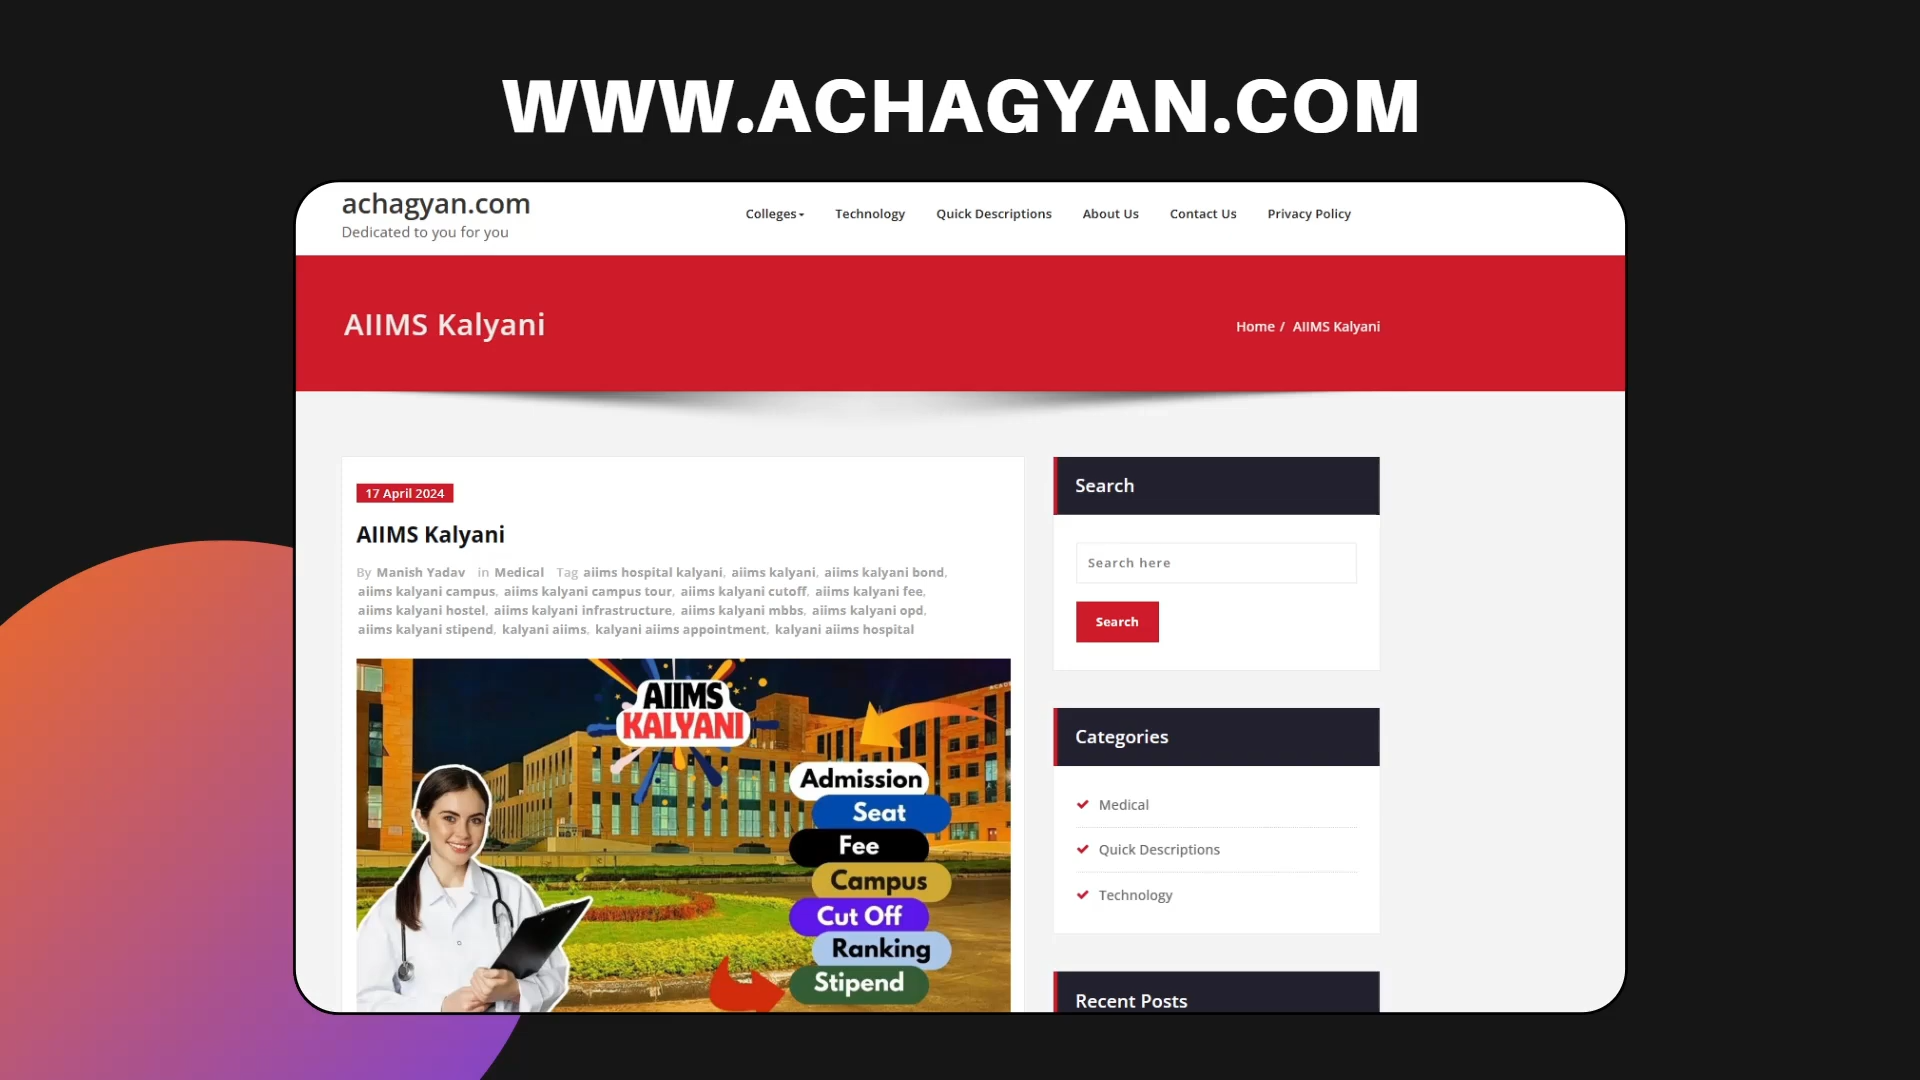 WWW.ACHAGYAN.COM
achagyan.com
Dedicated to you for you
Colleges Technology Quick Descriptions About Us Contact Us Privacy Policy
AIIMS Kalyani
Home / AIIMS Kalyani
17 April 2024
AIIMS Kalyani
By Manish Yadav in Medical Tag aiims hospital kalyani, aiims kalyani, aiims kalyani bond,
aiims kalyani campus, aiims kalyani campus tour, aiims kalyani cutoff, aiims kalyani fee,
aiims kalyani hostel, aiims kalyani infrastructure, aiims kalyani mbbs, aiims kalyani opd,
aiims kalyani stipend, kalyani aiims, kalyani aiims appointment, kalyani aiims hospital
AIIMS
KALYANI
Admission
Seat
Fee
Campus
Cut Off
Ranking
Stipend
Search
Search here
Search
Categories
Medical
Quick Descriptions
Technology
Recent Posts